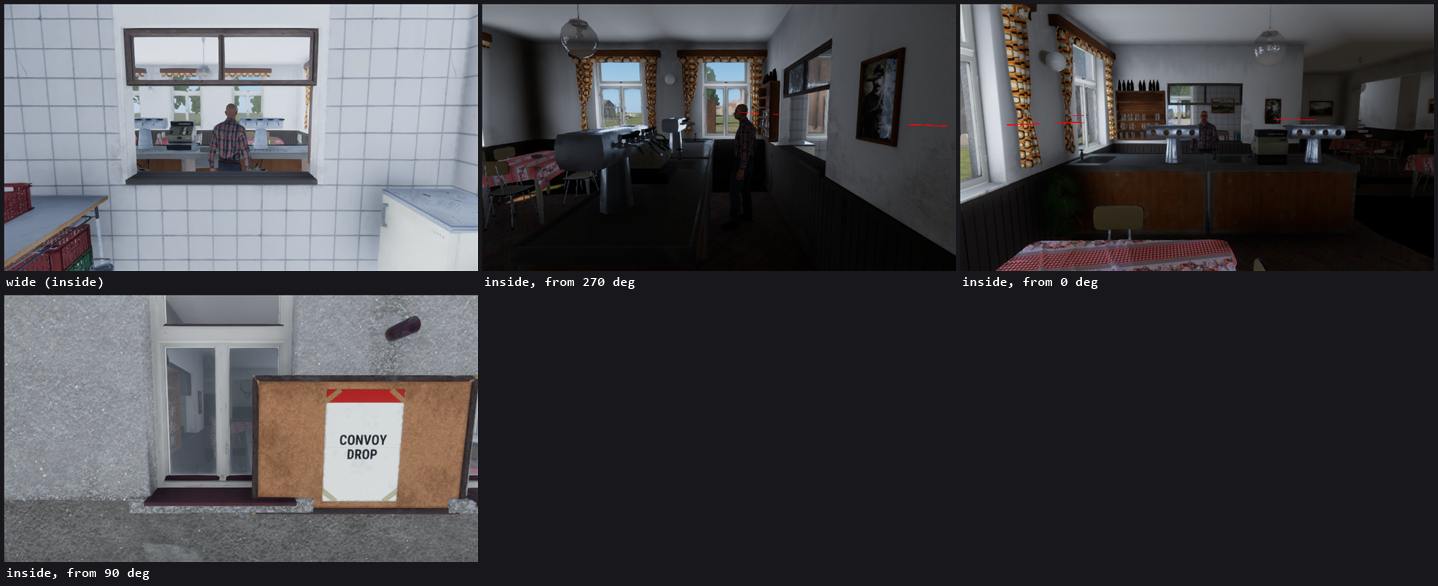 wide (inside)
inside, from 270 deg
inside, from 0 deg
CONVOY
DROP
inside, from 90 deg